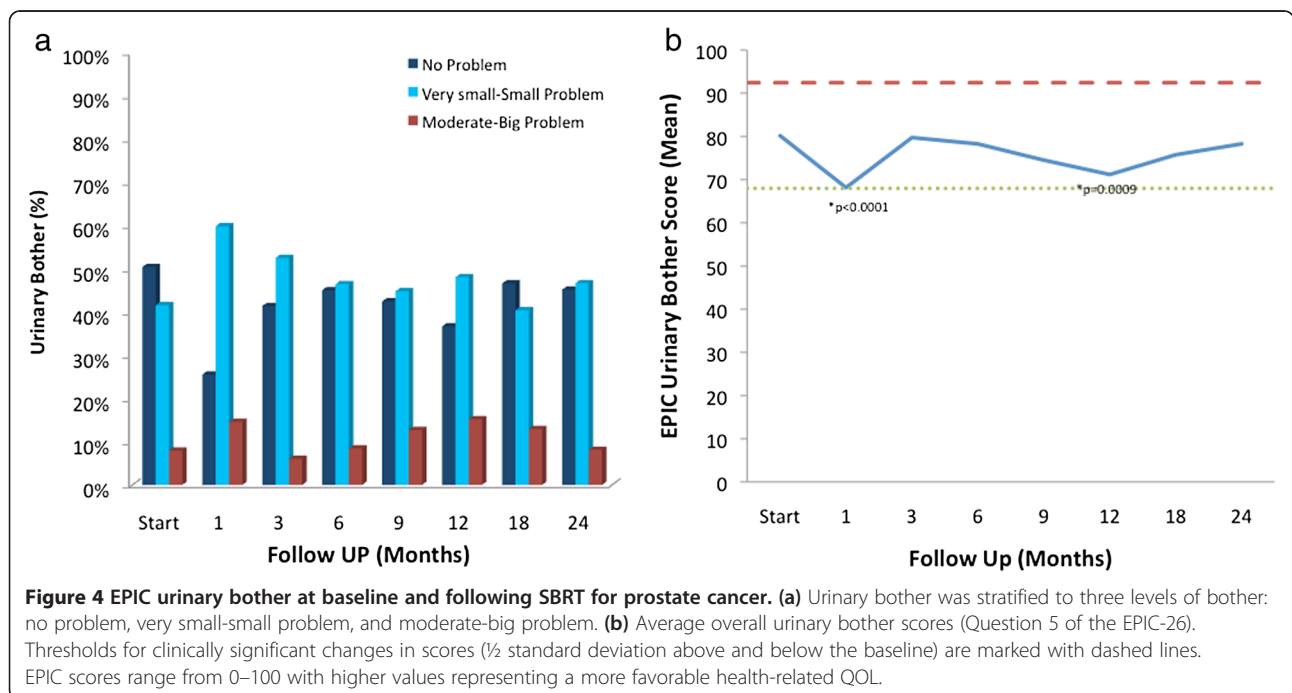 a
100%
90%
80%
70%
60%
50%
40%
30%
20%
10%
0%
Urinary Bother (%)
No Problem
Very small-Small Problem
Moderate-Big Problem
Start 1 3 6 9 12 18 24
Follow UP (Months)
b
100
90
80
70
60
50
40
30
20
10
0
EPIC Urinary Bother Score (Mean)
*p<0.0001
*p=0.0009
Start 1 3 6 9 12 18 24
Follow Up (Months)
Figure 4 EPIC urinary bother at baseline and following SBRT for prostate cancer. (a) Urinary bother was stratified to three levels of bother:
no problem, very small-small problem, and moderate-big problem. (b) Average overall urinary bother scores (Question 5 of the EPIC-26).
Thresholds for clinically significant changes in scores (½ standard deviation above and below the baseline) are marked with dashed lines.
EPIC scores range from 0–100 with higher values representing a more favorable health-related QOL.